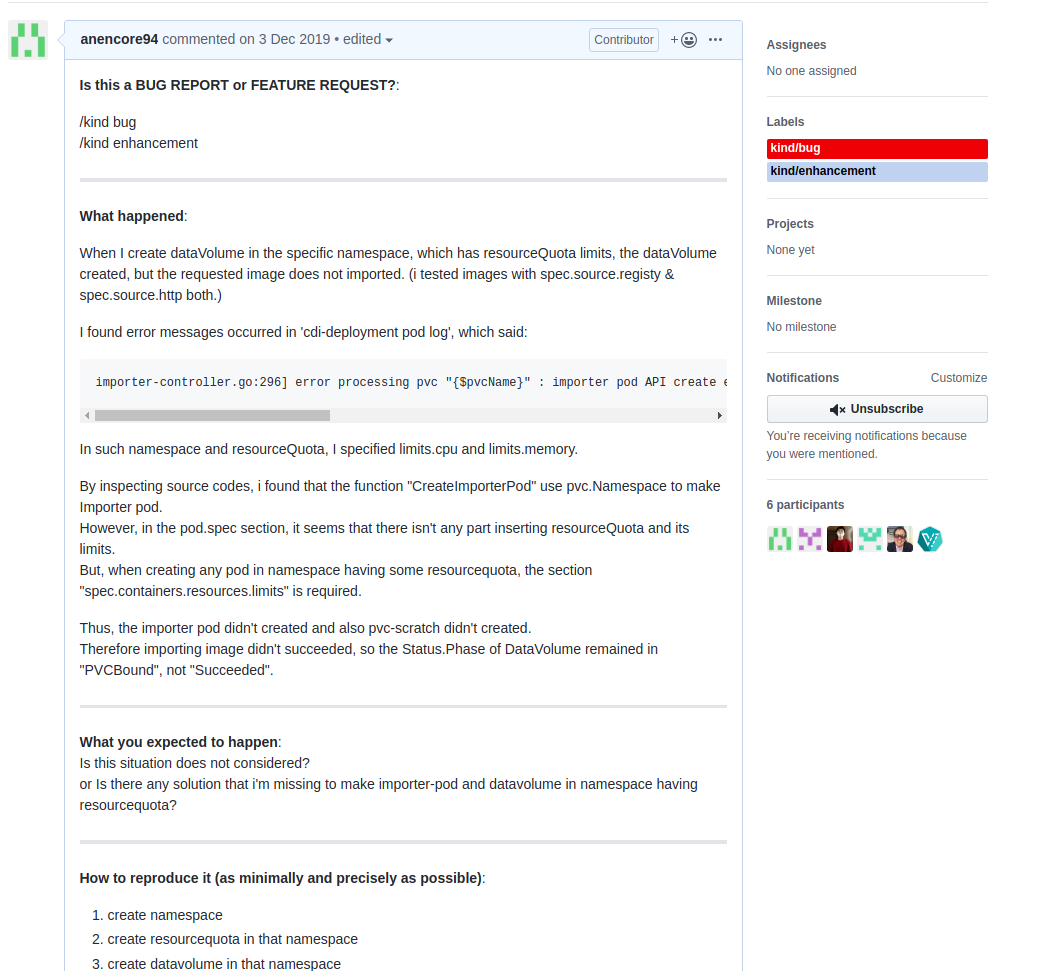 anencore94 commented on 3 Dec 2019 • edited
Contributor
Is this a BUG REPORT or FEATURE REQUEST?:
/kind bug
/kind enhancement
What happened:
When I create dataVolume in the specific namespace, which has resourceQuota limits, the dataVolume
created, but the requested image does not imported. (i tested images with spec.source.registy &
spec.source.http both.)
I found error messages occurred in 'cdi-deployment pod log', which said:
importer-controller.go:296] error processing pvc "{$pvcName}" : importer pod API create e
In such namespace and resourceQuota, I specified limits.cpu and limits.memory.
By inspecting source codes, i found that the function "CreateImporterPod" use pvc.Namespace to make
Importer pod.
However, in the pod.spec section, it seems that there isn't any part inserting resourceQuota and its
limits.
But, when creating any pod in namespace having some resourcequota, the section
"spec.containers.resources.limits" is required.
Thus, the importer pod didn't created and also pvc-scratch didn't created.
Therefore importing image didn't succeeded, so the Status.Phase of DataVolume remained in
"PVCBound", not "Succeeded".
What you expected to happen:
Is this situation does not considered?
or Is there any solution that i'm missing to make importer-pod and datavolume in namespace having
resourcequota?
How to reproduce it (as minimally and precisely as possible):
1. create namespace
2. create resourcequota in that namespace
3. create datavolume in that namespace
Assignees
No one assigned
Labels
kind/bug
kind/enhancement
Projects
None yet
Milestone
No milestone
Notifications
Customize
Unsubscribe
You're receiving notifications because
you were mentioned.
6 participants